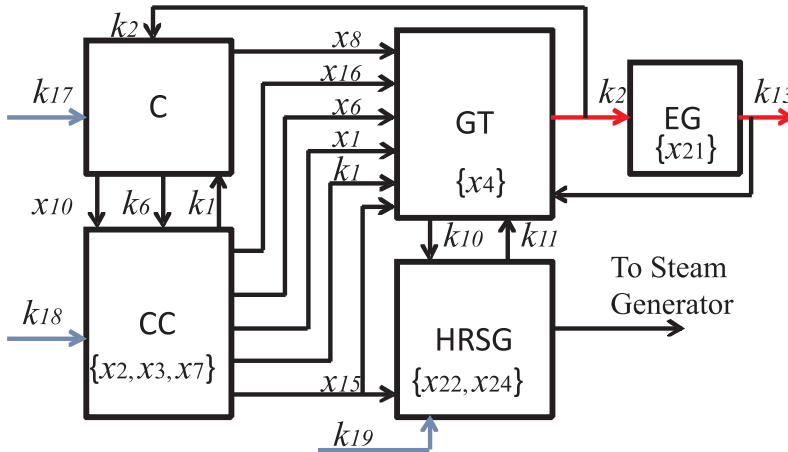 k2
x8
x16
k17
C
x6
GT
k2
EG
k13
{x21}
x1
k1
{x4}
x10
k6
k1
k10
k11
To Steam
Generator
k18
CC
HRSG
{x2, x3, x7}
x15
{x22, x24}
k19